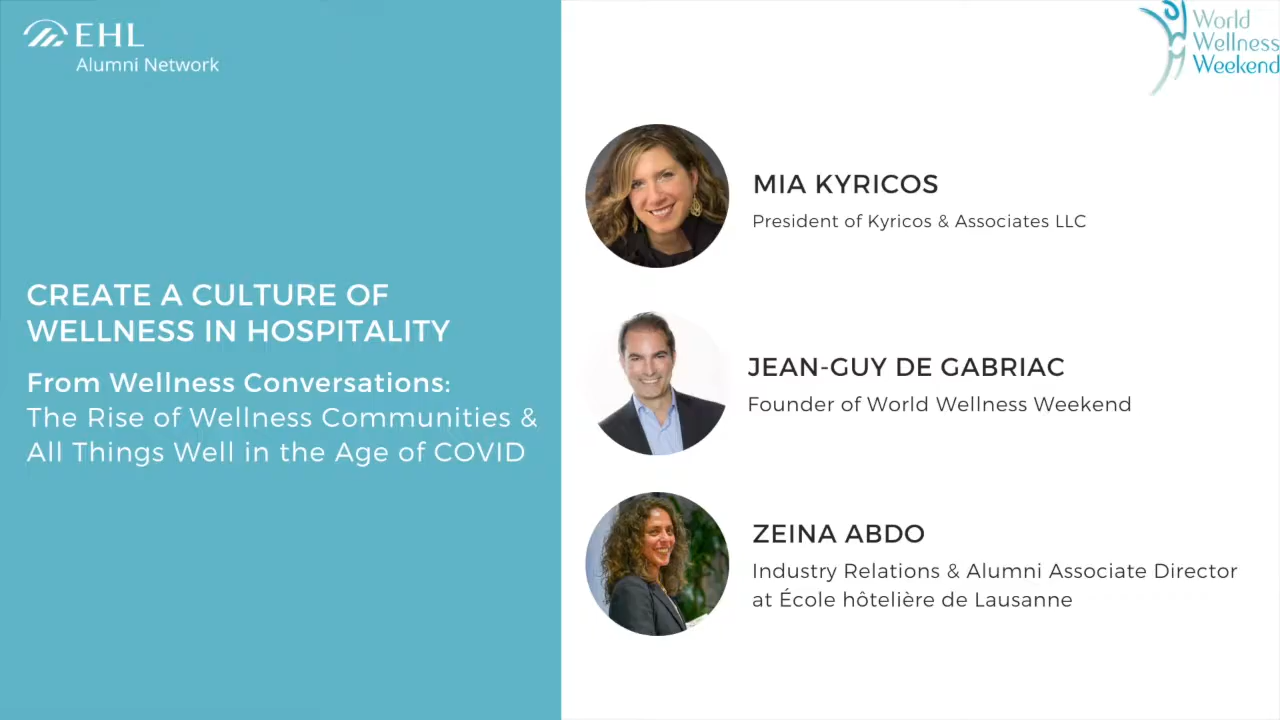 EHL
Alumni Network
World
Wellness
Weekend
CREATE A CULTURE OF
WELLNESS IN HOSPITALITY
From Wellness Conversations:
The Rise of Wellness Communities &
All Things Well in the Age of COVID
MIA KYRICOS
President of Kyricos & Associates LLC
JEAN-GUY DE GABRIAC
Founder of World Wellness Weekend
ZEINA ABDO
Industry Relations & Alumni Associate Director
at École hôtelière de Lausanne